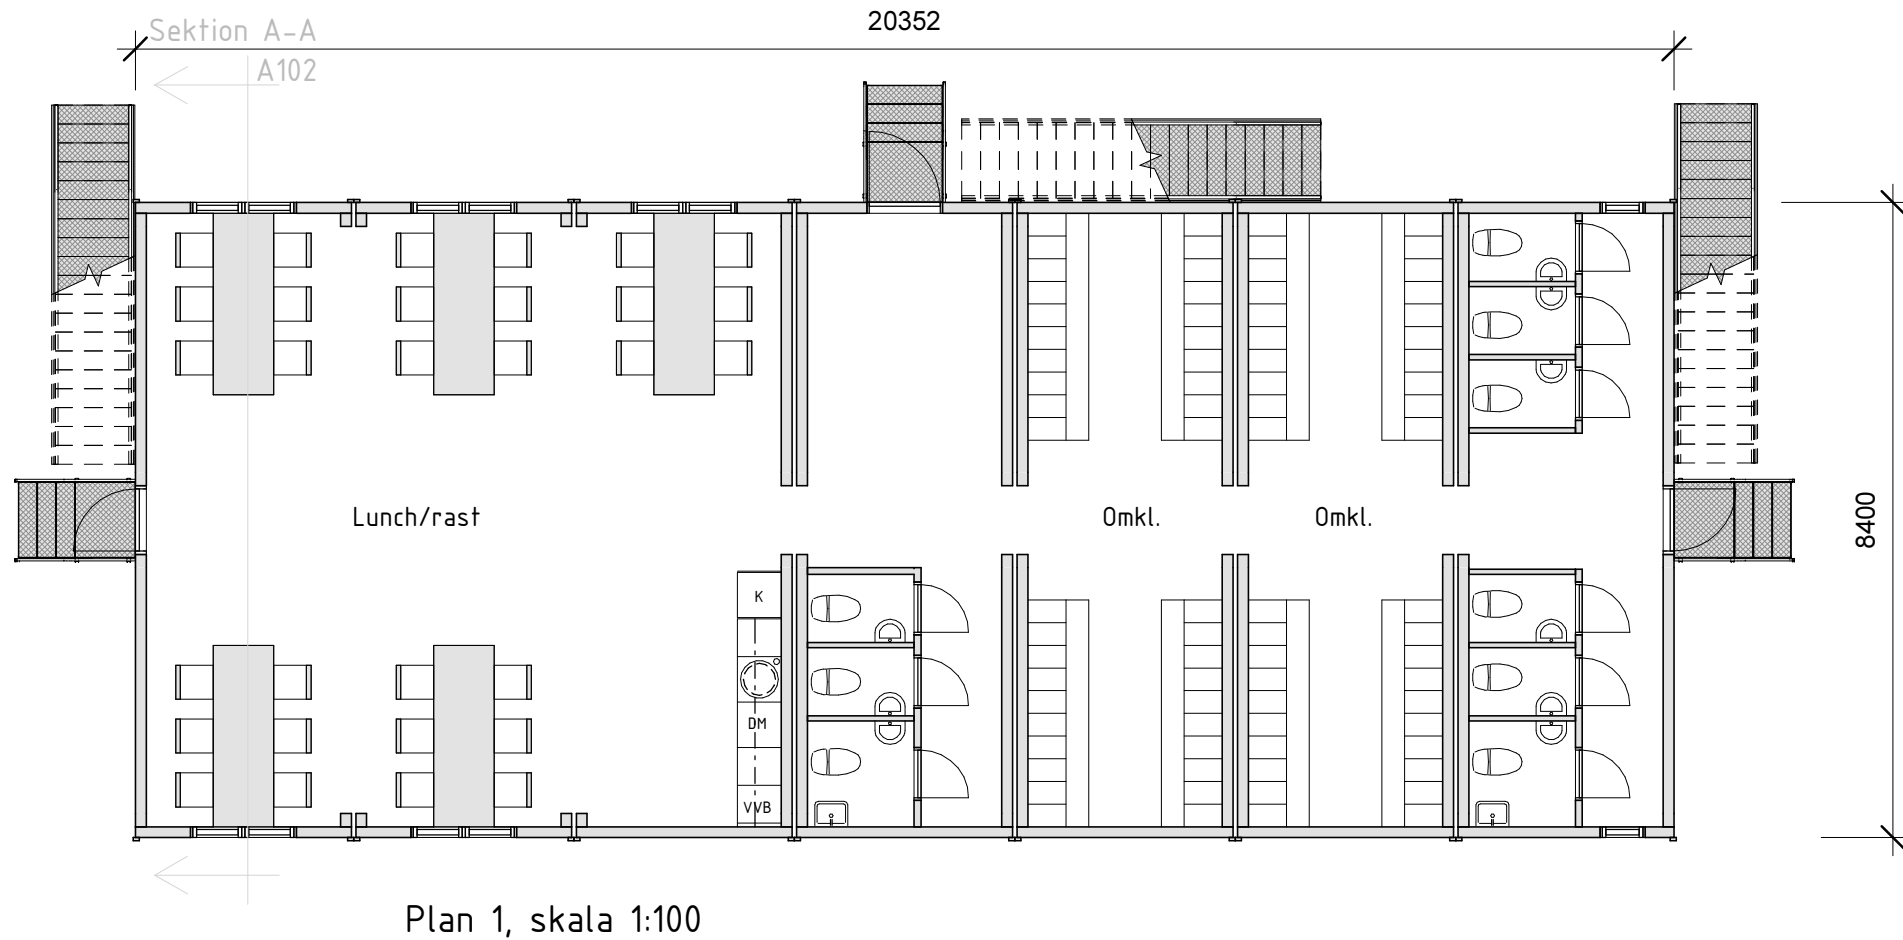 20352
Sektion A-A
A102
8400
Lunch/rast
Omkl.
Omkl.
K
DM
VVB
Plan 1, skala 1:100